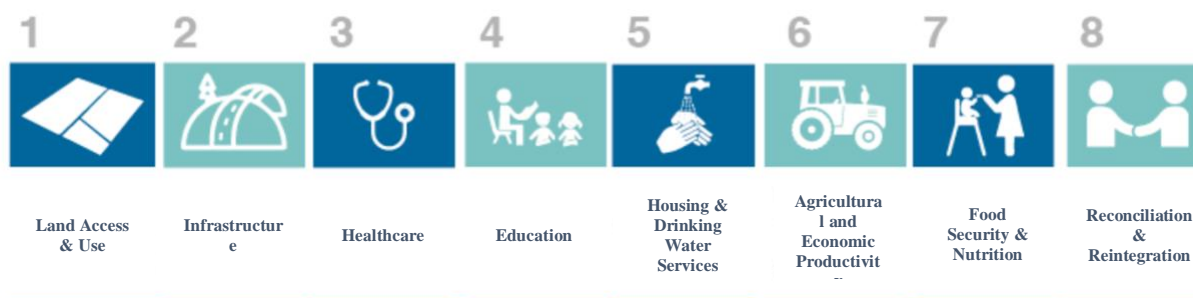 1 2 3 4 5 6 7 8
Land Access
& Use
Infrastructur
e
Healthcare
Education
Housing &
Drinking
Water
Services
Agricultura
l and
Economic
Productivit
Food
Security &
Nutrition
Reconciliation
&
Reintegration